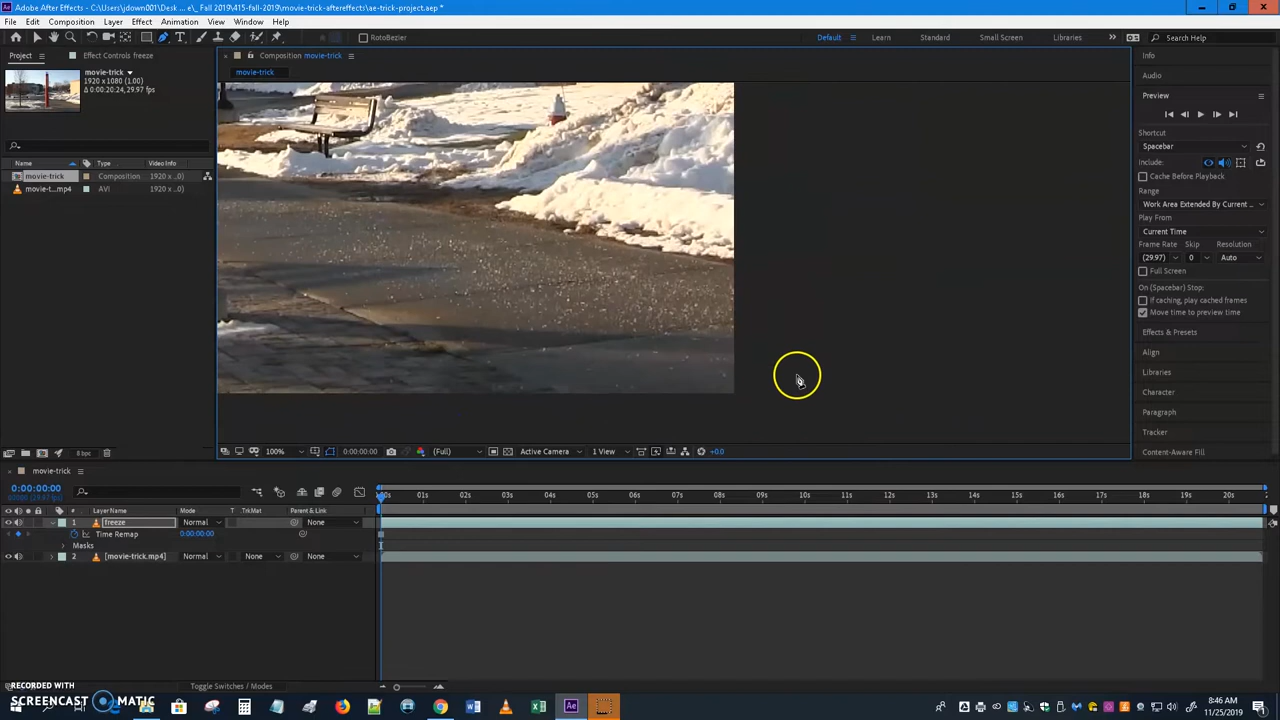 Adobe After Effects - C:\Users\jdown001\Desk ... e\_ Fall 2019\415-fall-2019\movie-trick-aftereffects\ae-trick-project.aep *
File Edit Composition Layer Effect Animation View Window Help
RotoBezier
Default Learn Standard Small Screen Libraries Search Help
Project Effect Controls freeze
Composition movie-trick
Info
movie-trick
movie-trick
1920 x 1080 (1.00)
Δ 0:00:20:24, 29.97 fps
Audio
Preview
Shortcut
Spacebar
Include:
Cache Before Playback
Range
Work Area Extended By Current ...
Play From
Current Time
Frame Rate Skip Resolution
(29.97) 0 Auto
Full Screen
On (Spacebar) Stop:
If caching, play cached frames
Move time to preview time
Effects & Presets
Align
Libraries
Character
Paragraph
Tracker
Content-Aware Fill
Name Type Video Info
movie-trick Composition 1920 x ...0)
movie-t...mp4 AVI 1920 x ...0)
8 bpc
100% 0:00:00:00 (Full) Active Camera 1 View +0.0
movie-trick
0:00:00:00
00000 (29.97 fps)
# Layer Name Mode T .TrkMat Parent & Link
:00s 01s 02s 03s 04s 05s 06s 07s 08s 09s 10s 11s 12s 13s 14s 15s 16s 17s 18s 19s 20s
1 freeze Normal None
Time Remap 0:00:00:00
Masks
2 [movie-trick.mp4] Normal None None
Toggle Switches / Modes
RECORDED WITH
SCREENCAST MATIC
8:46 AM
11/25/2019